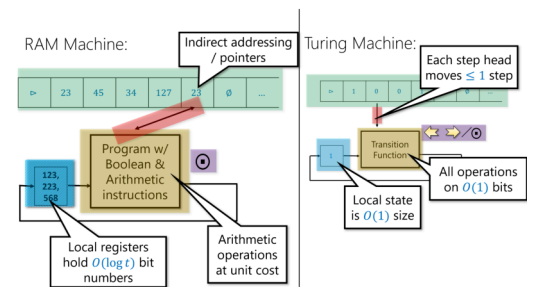 RAM Machine:
Indirect addressing
/ pointers
▷ 23 45 34 127 23 ∅ ...
Program w/
Boolean &
Arithmetic
instructions
123,
223,
568
Local registers
hold O(log t) bit
numbers
Arithmetic
operations
at unit cost
Turing Machine:
Each step head
moves ≤ 1 step
▷ 1 0 0 ∅ ...
Transition
Function
/
1
Local state
is O(1) size
All operations
on O(1) bits